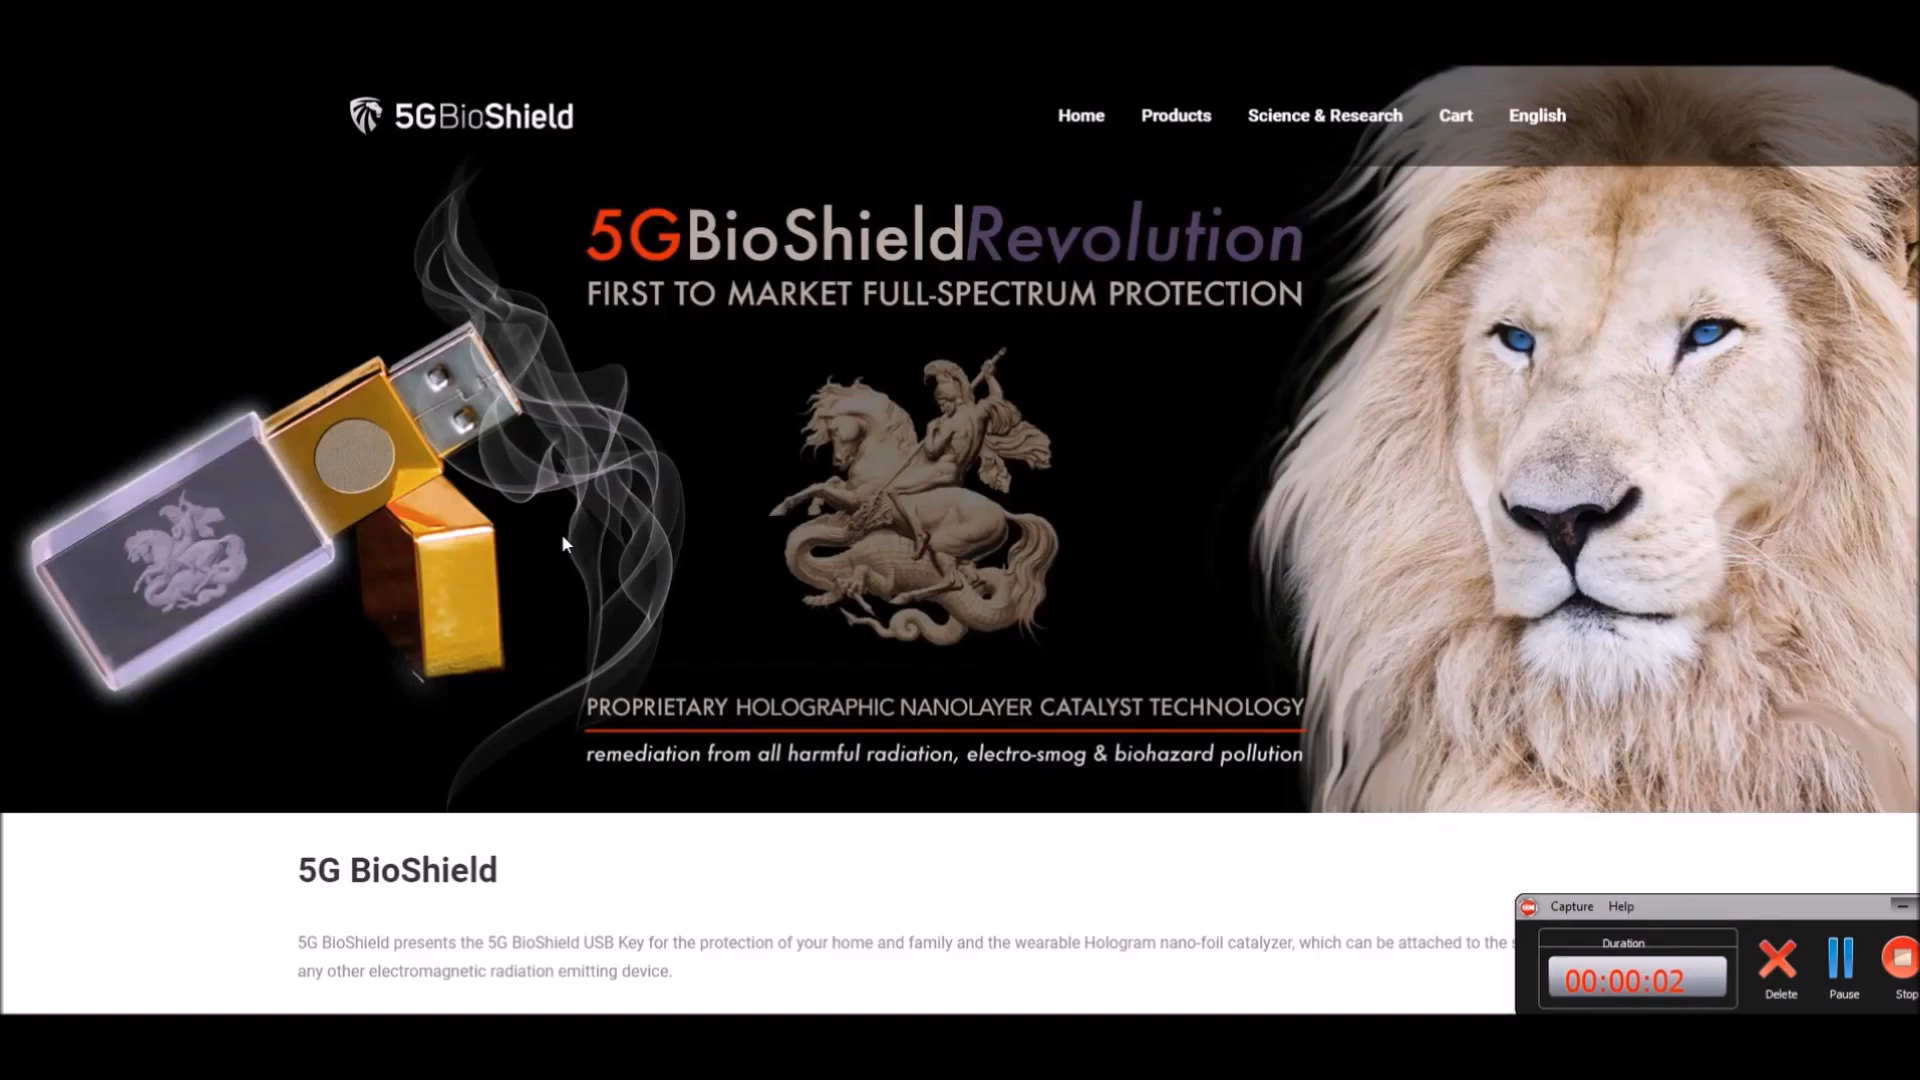 5GBioShield
Home Products Science & Research Cart English
5GBioShieldRevolution
FIRST TO MARKET FULL-SPECTRUM PROTECTION
PROPRIETARY HOLOGRAPHIC NANOLAYER CATALYST TECHNOLOGY
remediation from all harmful radiation, electro-smog & biohazard pollution
5G BioShield
5G BioShield presents the 5G BioShield USB Key for the protection of your home and family and the wearable Hologram nano-foil catalyzer, which can be attached to the
any other electromagnetic radiation emitting device.
Capture Help
Duration
00:00:02
Delete Pause Stop